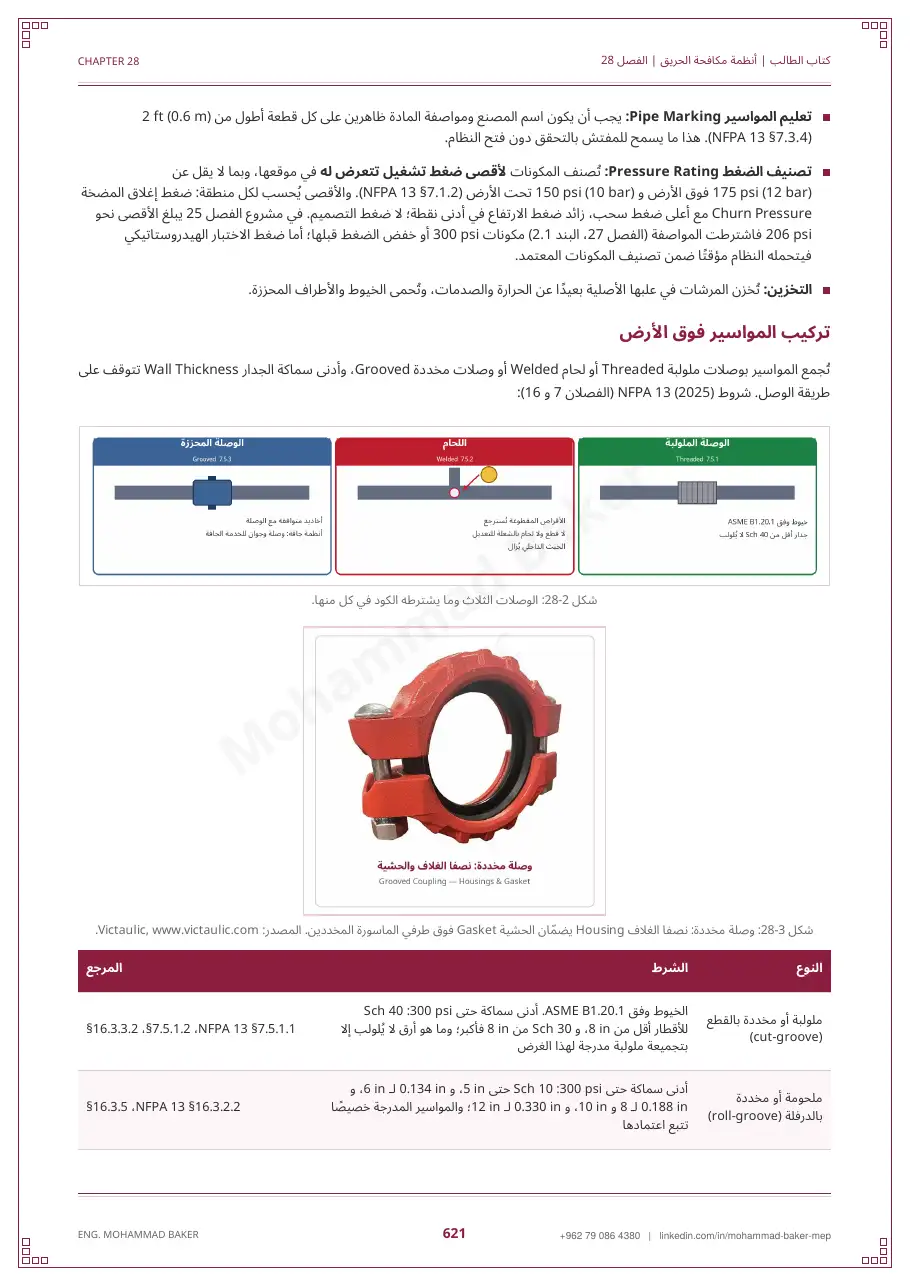 كتاب الطالب | أنظمة مكافحة الحريق | الفصل 28
CHAPTER 28
تعليم المواسير Pipe Marking: يجب أن يكون اسم المصنع ومواصفة المادة ظاهرين على كل قطعة أطول من 2 ft (0.6 m)
(NFPA 13 §7.3.4). هذا ما يسمح للمفتش بالتحقق دون فتح النظام.
تصنيف الضغط Pressure Rating: تُصنف المكونات لأقصى ضغط تشغيل تتعرض له في موقعها، وبما لا يقل عن
175 psi (12 bar) فوق الأرض و 150 psi (10 bar) تحت الأرض (NFPA 13 §7.1.2). والأقصى يُحسب لكل منطقة: ضغط إغلاق المضخة
Churn Pressure مع أعلى ضغط سحب، زائد ضغط الارتفاع في أدنى نقطة؛ لا ضغط التصميم. في مشروع الفصل 25 يبلغ الأقصى نحو
206 psi فاشترطت المواصفة (الفصل 27، البند 2.1) مكونات 300 psi أو خفض الضغط قبلها؛ أما ضغط الاختبار الهيدروستاتيكي
فيتحمله النظام مؤقتًا ضمن تصنيف المكونات المعتمد.
التخزين: تُخزن المرشات في علبها الأصلية بعيدًا عن الحرارة والصدمات، وتُحمى الخيوط والأطراف المحززة.
تركيب المواسير فوق الأرض
تُجمع المواسير بوصلات ملولبة Threaded أو لحام Welded أو وصلات مخددة Grooved، وأدنى سماكة الجدار Wall Thickness تتوقف على
طريقة الوصل. شروط NFPA 13 (2025) (الفصلان 7 و 16):
الوصلة الملولبة
Threaded 7.5.1
خيوط وفق ASME B1.20.1
جدار أقل من Sch 40 لا يُلولب
اللحام
Welded 7.5.2
الأقراص المقطوعة تُسترجع
لا قطع ولا لحام بالشعلة للتعديل
الخبث الداخلي يُزال
الوصلة المحززة
Grooved 7.5.3
أخاديد متوافقة مع الوصلة
أنظمة جافة: وصلة وجوان للخدمة الجافة
شكل 2-28: الوصلات الثلاث وما يشترطه الكود في كل منها.
وصلة مخددة: نصفا الغلاف والحشية
Grooved Coupling — Housings & Gasket
شكل 3-28: وصلة مخددة: نصفا الغلاف Housing يضمّان الحشية Gasket فوق طرفي الماسورة المخددين. المصدر: Victaulic, www.victaulic.com.
النوع الشرط المرجع
ملولبة أو مخددة بالقطع
(cut-groove)
الخيوط وفق ASME B1.20.1. أدنى سماكة حتى 300 psi: Sch 40
للأقطار أقل من 8 in، و Sch 30 من 8 in فأكبر؛ وما هو أرق لا يُلولب إلا
بتجميعة ملولبة مدرجة لهذا الغرض
NFPA 13 §7.5.1.1، §7.5.1.2، §16.3.3.2
ملحومة أو مخددة
بالدرفلة (roll-groove)
أدنى سماكة حتى 300 psi: Sch 10 حتى 5 in، و 0.134 in لـ 6 in، و
0.188 in لـ 8 و 10 in، و 0.330 in لـ 12 in؛ والمواسير المدرجة خصيصًا
تتبع اعتمادها
NFPA 13 §16.3.2.2، §16.3.5
Mohammad Baker
ENG. MOHAMMAD BAKER
621
+962 79 086 4380 | linkedin.com/in/mohammad-baker-mep